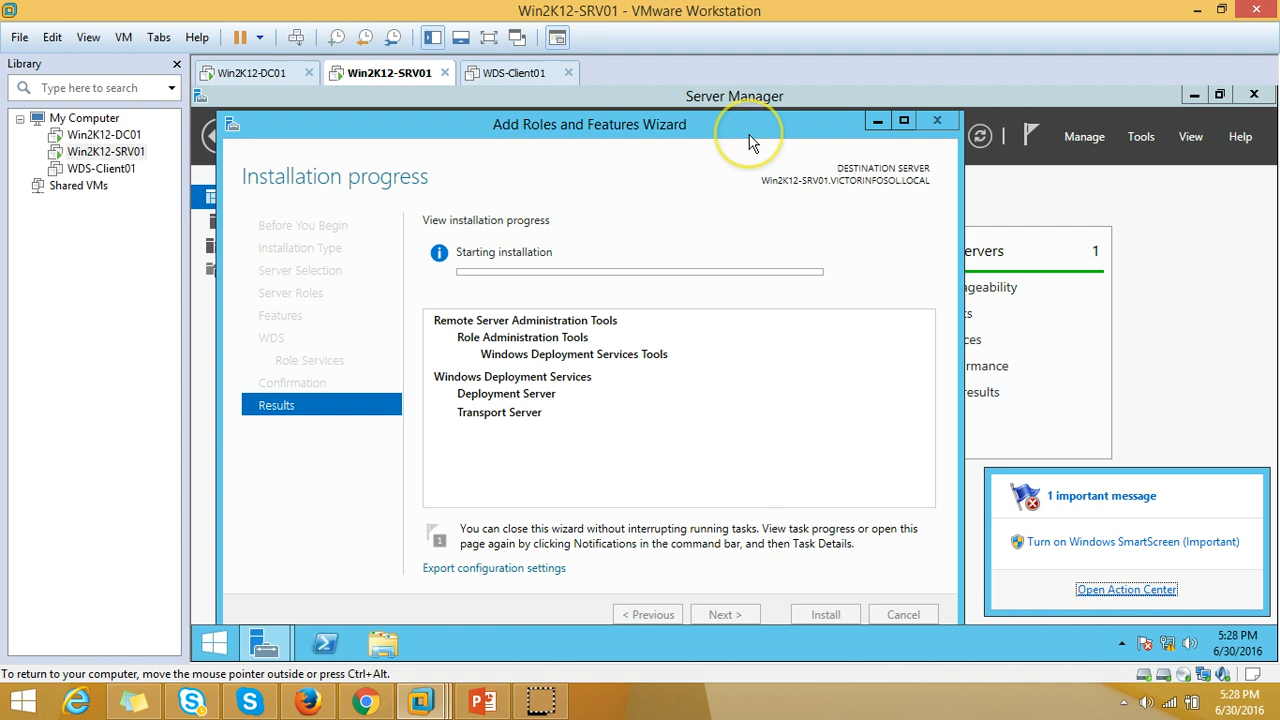 Win2K12-SRV01 - VMware Workstation
File Edit View VM Tabs Help
Library
Type here to search
My Computer
Win2K12-DC01
Win2K12-SRV01
WDS-Client01
Shared VMs
Win2K12-DC01 Win2K12-SRV01 WDS-Client01
Server Manager
Manage Tools View Help
Add Roles and Features Wizard
Installation progress
DESTINATION SERVER
Win2K12-SRV01.VICTORINFOSOL.LOCAL
Before You Begin
Installation Type
Server Selection
Server Roles
Features
WDS
Role Services
Confirmation
Results
View installation progress
Starting installation
Remote Server Administration Tools
Role Administration Tools
Windows Deployment Services Tools
Windows Deployment Services
Deployment Server
Transport Server
1
You can close this wizard without interrupting running tasks. View task progress or open this
page again by clicking Notifications in the command bar, and then Task Details.
Export configuration settings
< Previous Next > Install Cancel
ervers 1
geability
ts
ces
rmance
results
1 important message
Turn on Windows SmartScreen (Important)
Open Action Center
5:28 PM
6/30/2016
To return to your computer, move the mouse pointer outside or press Ctrl+Alt.
5:28 PM
6/30/2016